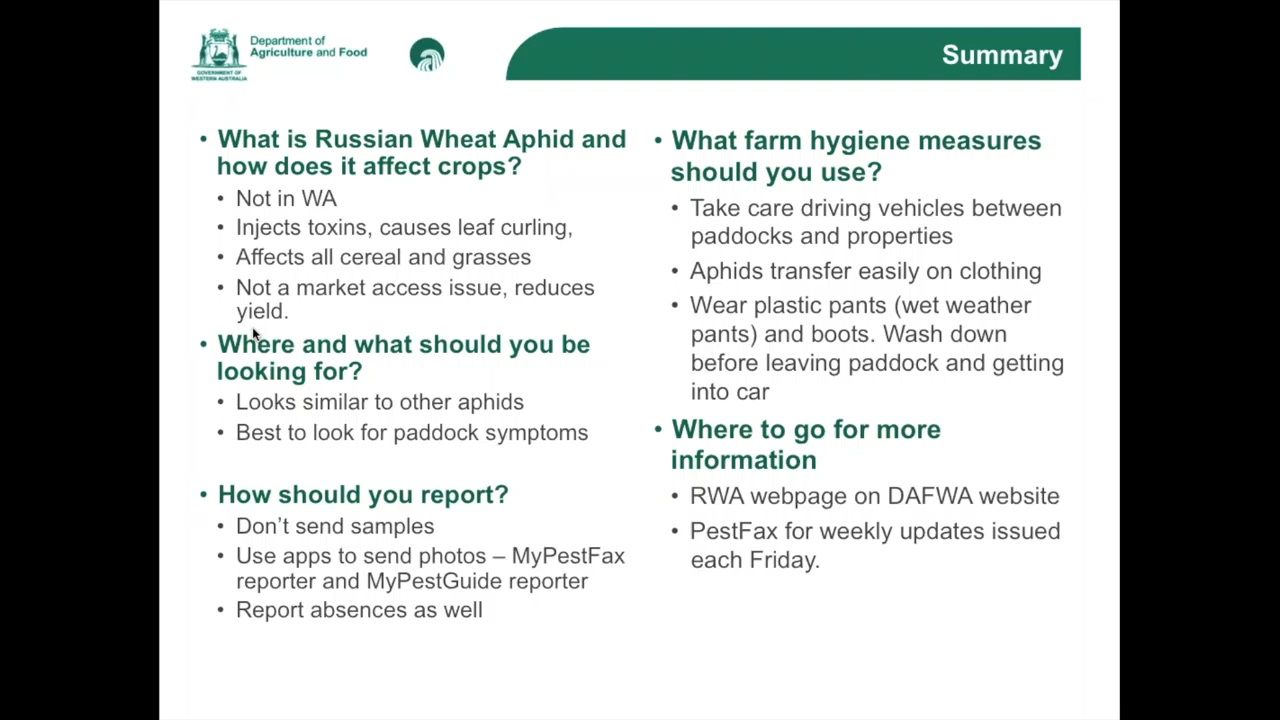 Department of
Agriculture and Food
GOVERNMENT OF
WESTERN AUSTRALIA
Summary
• What is Russian Wheat Aphid and
how does it affect crops?
• Not in WA
• Injects toxins, causes leaf curling,
• Affects all cereal and grasses
• Not a market access issue, reduces
yield.
• Where and what should you be
looking for?
• Looks similar to other aphids
• Best to look for paddock symptoms
• How should you report?
• Don’t send samples
• Use apps to send photos – MyPestFax
reporter and MyPestGuide reporter
• Report absences as well
• What farm hygiene measures
should you use?
• Take care driving vehicles between
paddocks and properties
• Aphids transfer easily on clothing
• Wear plastic pants (wet weather
pants) and boots. Wash down
before leaving paddock and getting
into car
• Where to go for more
information
• RWA webpage on DAFWA website
• PestFax for weekly updates issued
each Friday.